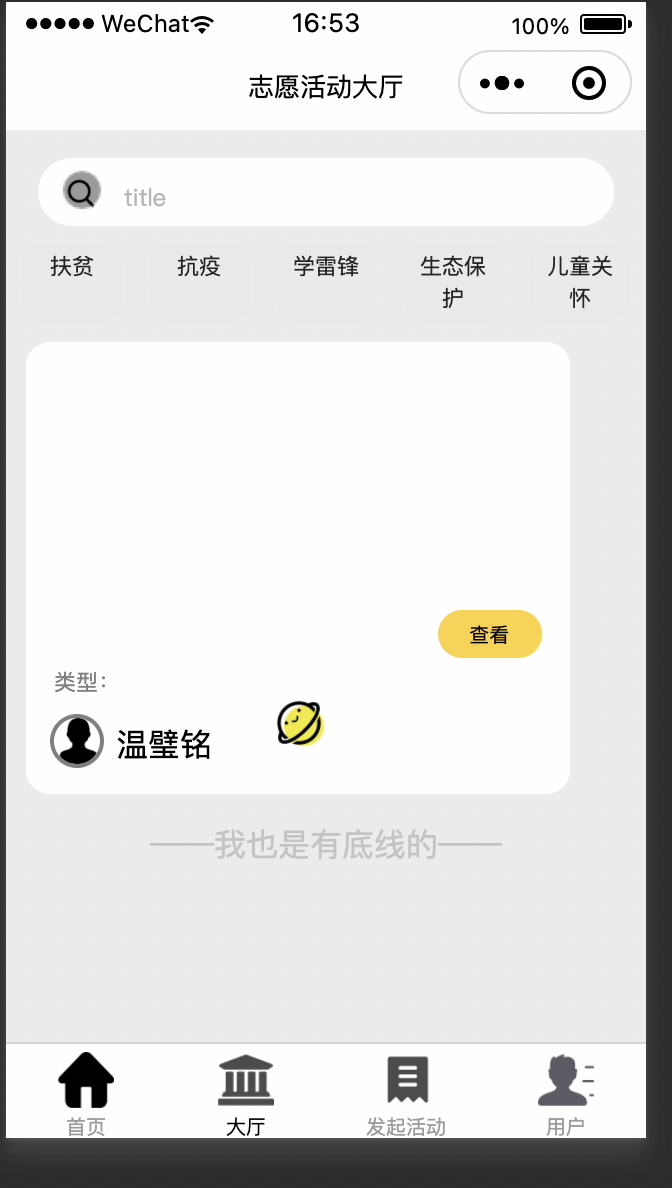 WeChat 16:53 100%
志愿活动大厅
title
扶贫 抗疫 学雷锋 生态保护 儿童关怀
查看
类型：
温璧铭
——我也是有底线的——
首页 大厅 发起活动 用户